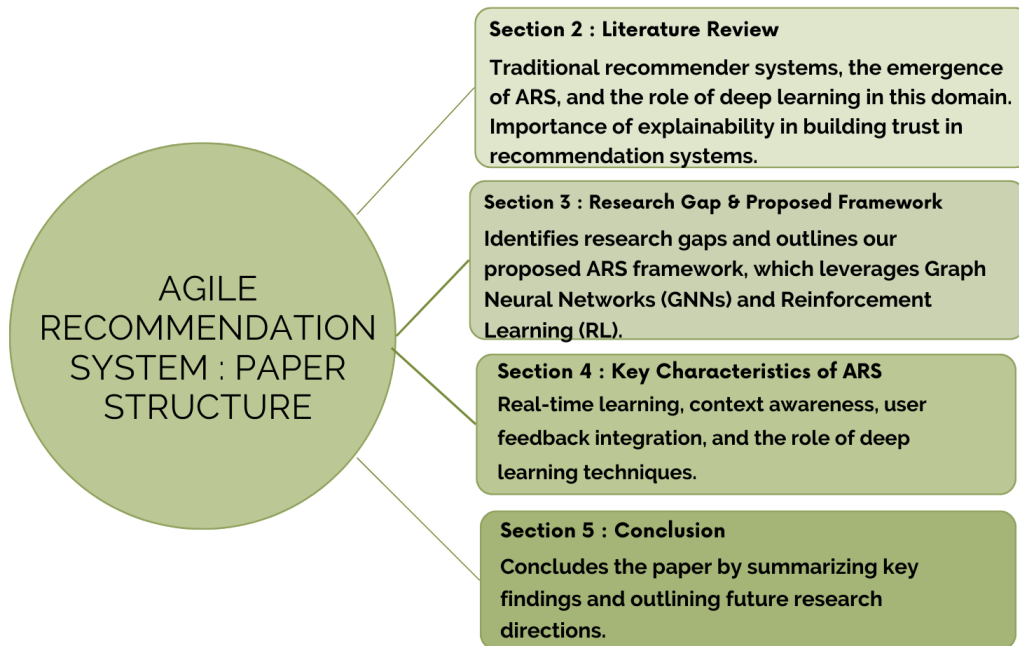 AGILE
RECOMMENDATION
SYSTEM : PAPER
STRUCTURE
Section 2 : Literature Review
Traditional recommender systems, the emergence
of ARS, and the role of deep learning in this domain.
Importance of explainability in building trust in
recommendation systems.
Section 3 : Research Gap & Proposed Framework
Identifies research gaps and outlines our
proposed ARS framework, which leverages Graph
Neural Networks (GNNs) and Reinforcement
Learning (RL).
Section 4 : Key Characteristics of ARS
Real-time learning, context awareness, user
feedback integration, and the role of deep
learning techniques.
Section 5 : Conclusion
Concludes the paper by summarizing key
findings and outlining future research
directions.